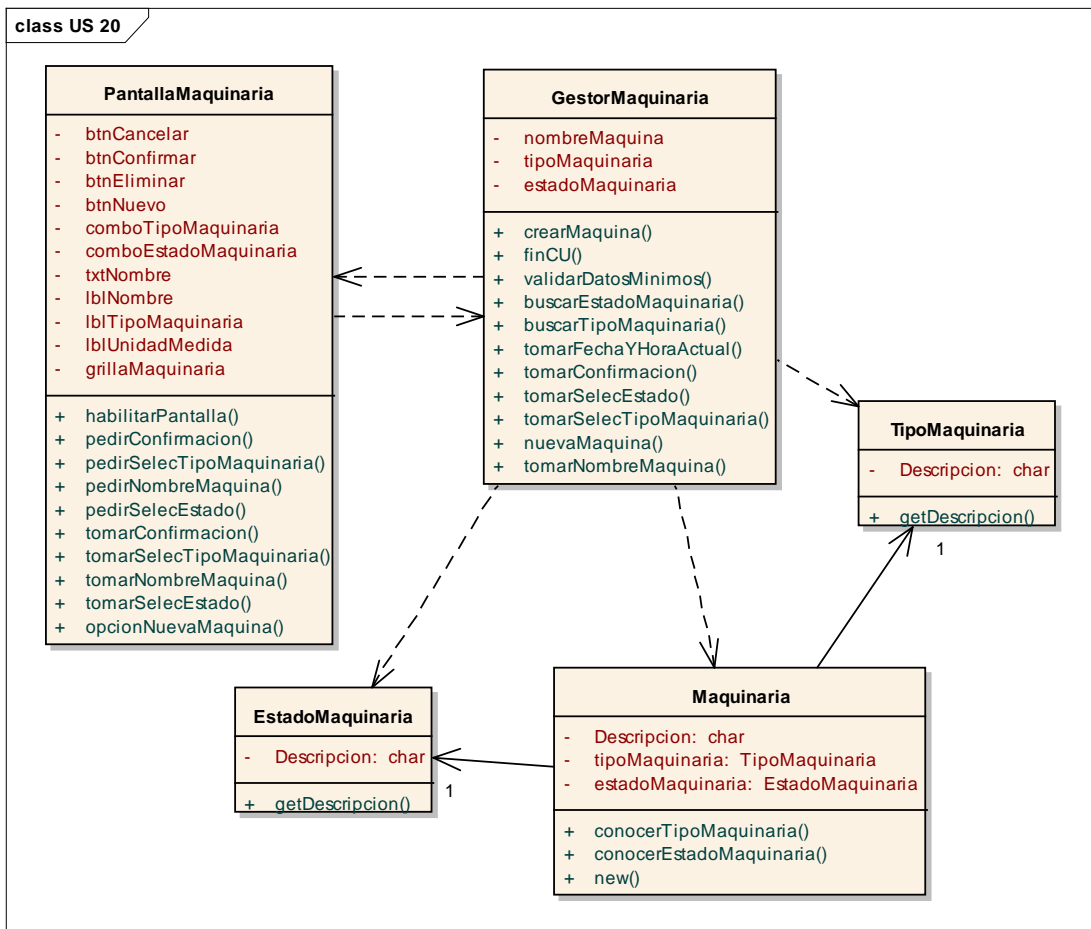 class US 20
PantallaMaquinaria
- btnCancelar
- btnConfirmar
- btnEliminar
- btnNuevo
- comboTipoMaquinaria
- comboEstadoMaquinaria
- txtNombre
- lblNombre
- lblTipoMaquinaria
- lblUnidadMedida
- grillaMaquinaria
+ habilitarPantalla()
+ pedirConfirmacion()
+ pedirSelecTipoMaquinaria()
+ pedirNombreMaquina()
+ pedirSelecEstado()
+ tomarConfirmacion()
+ tomarSelecTipoMaquinaria()
+ tomarNombreMaquina()
+ tomarSelecEstado()
+ opcionNuevaMaquina()
GestorMaquinaria
- nombreMaquina
- tipoMaquinaria
- estadoMaquinaria
+ crearMaquina()
+ finCU()
+ validarDatosMinimos()
+ buscarEstadoMaquinaria()
+ buscarTipoMaquinaria()
+ tomarFechaYHoraActual()
+ tomarConfirmacion()
+ tomarSelecEstado()
+ tomarSelecTipoMaquinaria()
+ nuevaMaquina()
+ tomarNombreMaquina()
TipoMaquinaria
- Descripcion: char
+ getDescripcion()
1
EstadoMaquinaria
- Descripcion: char
+ getDescripcion()
1
Maquinaria
- Descripcion: char
- tipoMaquinaria: TipoMaquinaria
- estadoMaquinaria: EstadoMaquinaria
+ conocerTipoMaquinaria()
+ conocerEstadoMaquinaria()
+ new()